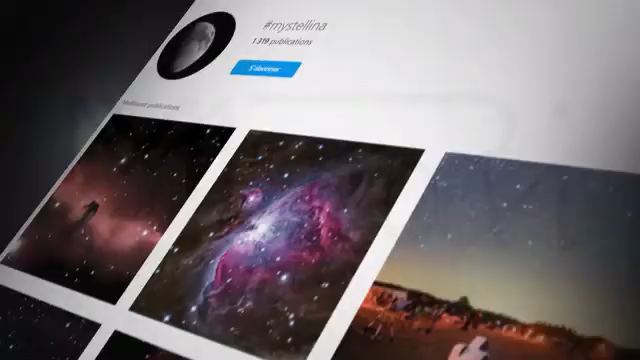 #mystellina
1 319 publications
S'abonner
Meilleures publications